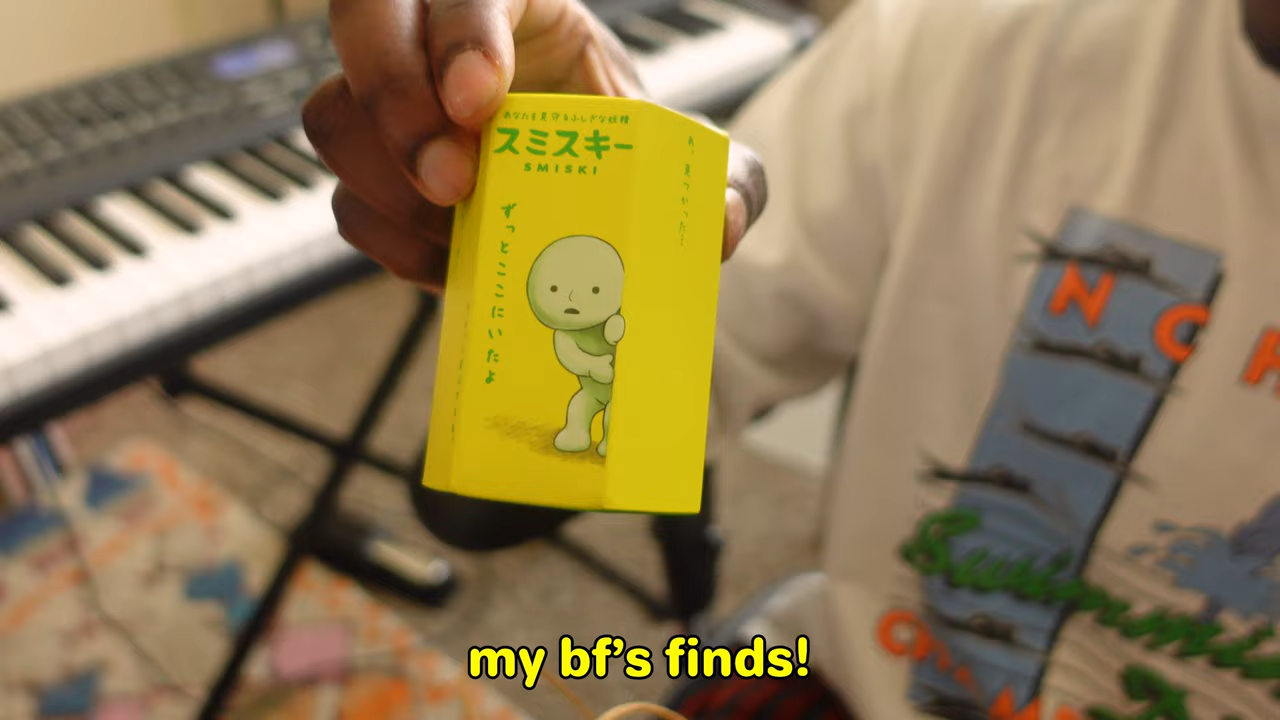 あなたを見守るふしぎな妖精
スミスキー
SMISKI
ずっとここにいたよ
あ、見つかった…
N C H
my bf's finds!